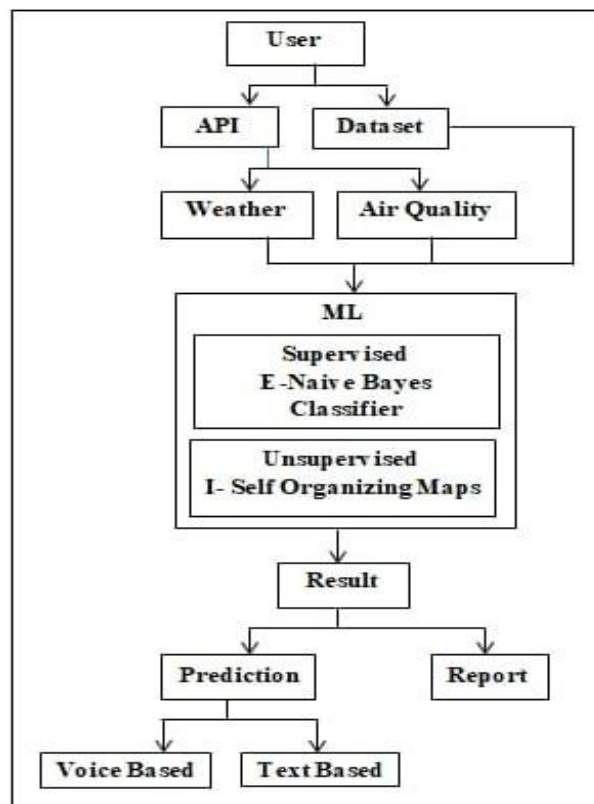 User
API
Dataset
Weather
Air Quality
ML
Supervised
E-Naive Bayes
Classifier
Unsupervised
I- Self Organizing Maps
Result
Prediction
Report
Voice Based
Text Based